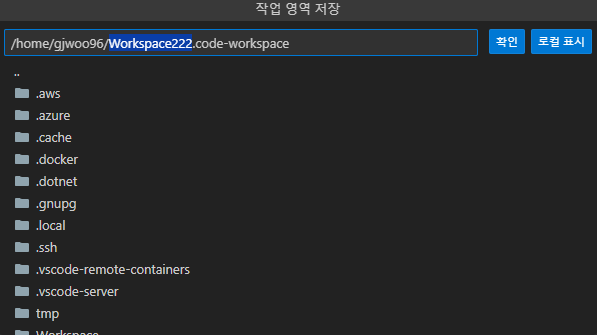 작업 영역 저장
/home/gjwoo96/Workspace222.code-workspace 확인 로컬 표시
..
.aws
.azure
.cache
.docker
.dotnet
.gnupg
.local
.ssh
.vscode-remote-containers
.vscode-server
tmp
Workspace